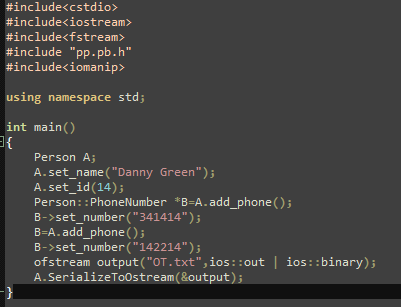 #include<cstdio>
#include<iostream>
#include<fstream>
#include "pp.pb.h"
#include<iomanip>
using namespace std;
int main()
{
Person A;
A.set_name("Danny Green");
A.set_id(14);
Person::PhoneNumber *B=A.add_phone();
B->set_number("341414");
B=A.add_phone();
B->set_number("142214");
ofstream output("OT.txt",ios::out | ios::binary);
A.SerializeToOstream(&output);
}